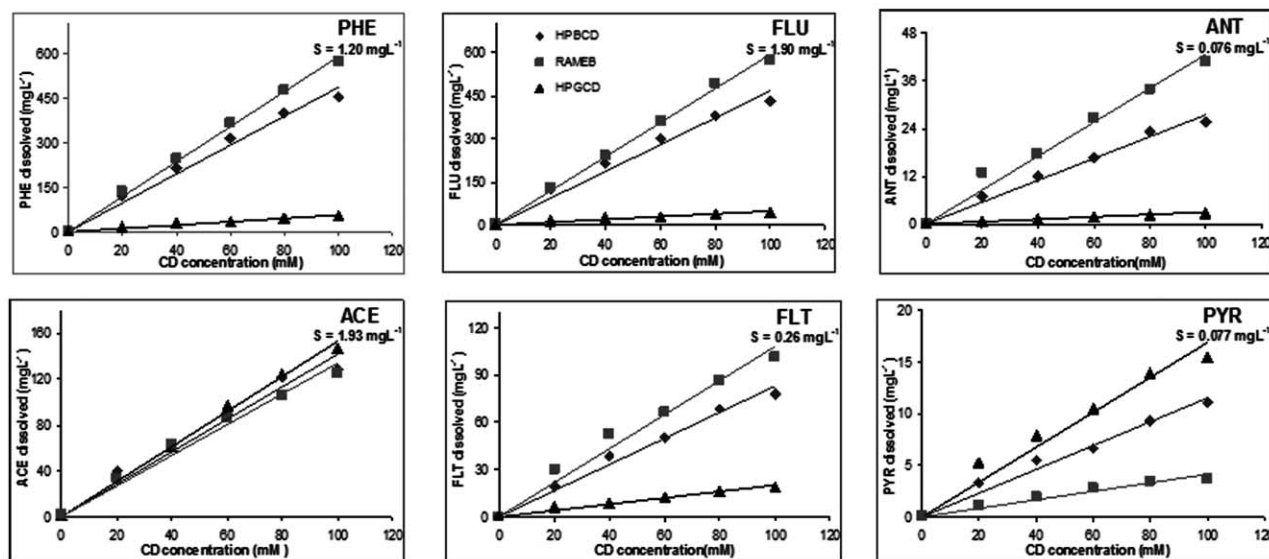 PHE
S = 1.20 mgL⁻¹
PHE dissolved (mgL⁻¹)
600
450
300
150
0
0 20 40 60 80 100 120
CD concentration (mM)
FLU
S = 1.90 mgL⁻¹
HPBCD
RAMEB
HPGCD
FLU dissolved (mgL⁻¹)
600
450
300
150
0
0 20 40 60 80 100 120
CD concentration (mM)
ANT
S = 0.076 mgL⁻¹
ANT dissolved (mgL⁻¹)
48
36
24
12
0
0 20 40 60 80 100 120
CD concentration(mM)
ACE
S = 1.93 mgL⁻¹
ACE dissolved (mgL⁻¹)
160
120
80
40
0
0 20 40 60 80 100 120
CD concentration (mM )
FLT
S = 0.26 mgL⁻¹
FLT dissolved (mgL⁻¹)
120
90
60
30
0
0 20 40 60 80 100 120
CD concentration(mM)
PYR
S = 0.077 mgL⁻¹
PYR dissolved (mgL⁻¹)
20
15
10
5
0
0 20 40 60 80 100 120
CD concentration (mM)